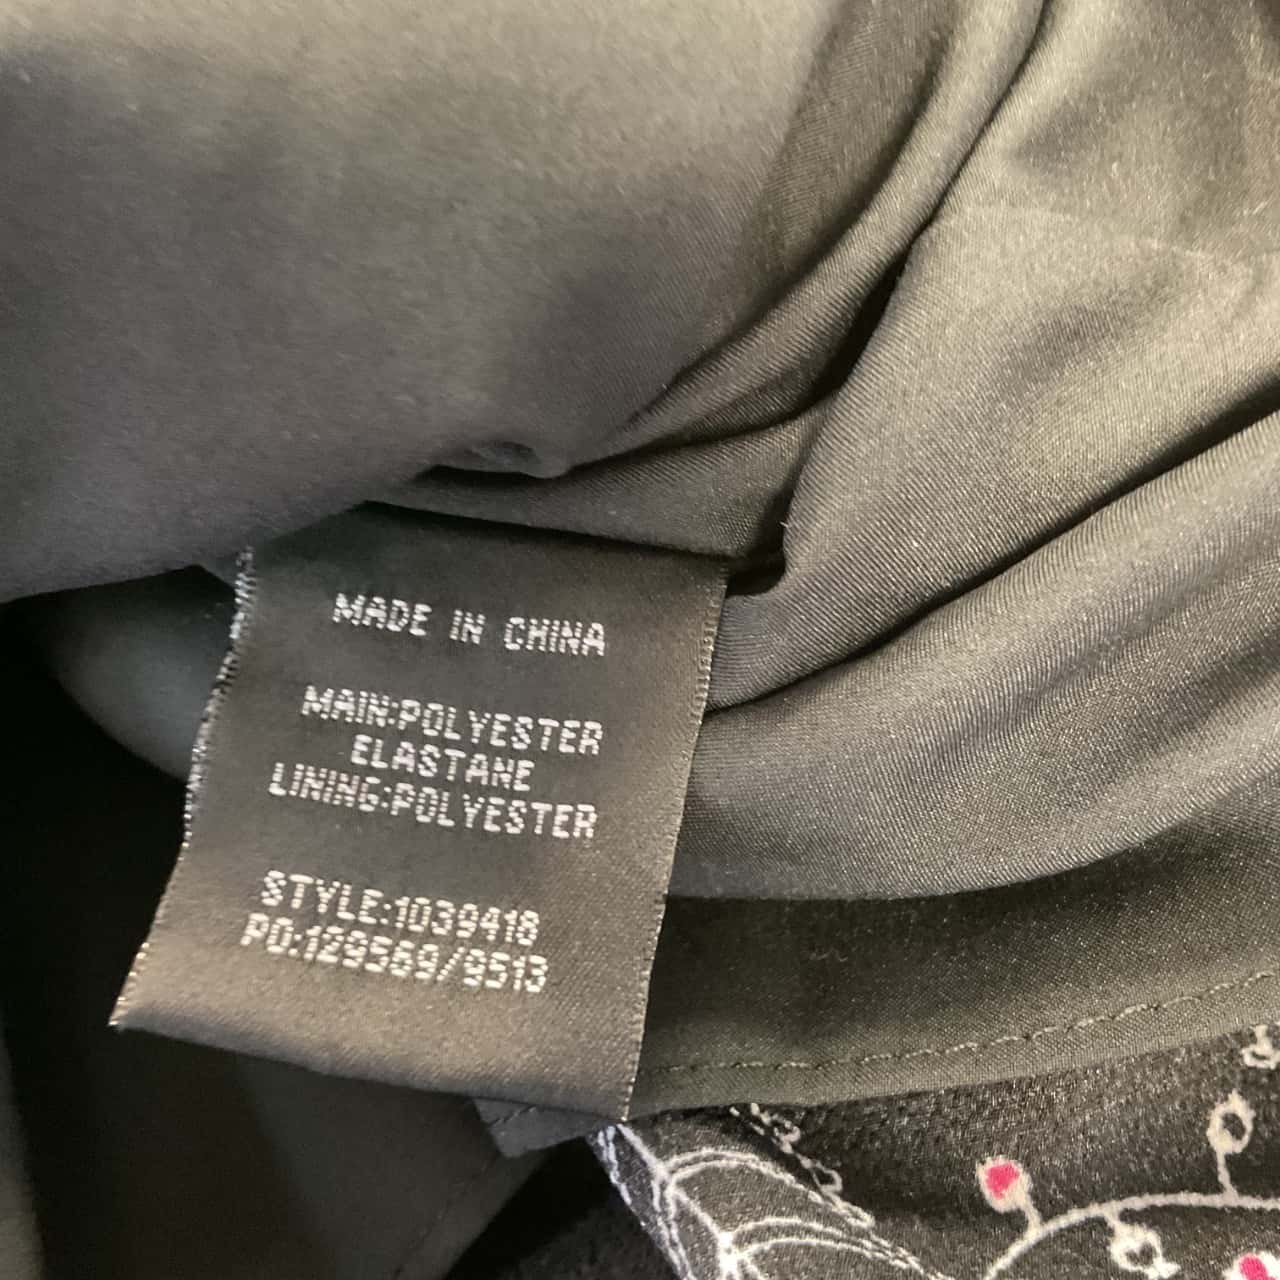 MADE IN CHINA
MAIN:POLYESTER
ELASTANE
LINING:POLYESTER
STYLE:1039418
PO:129569/9513